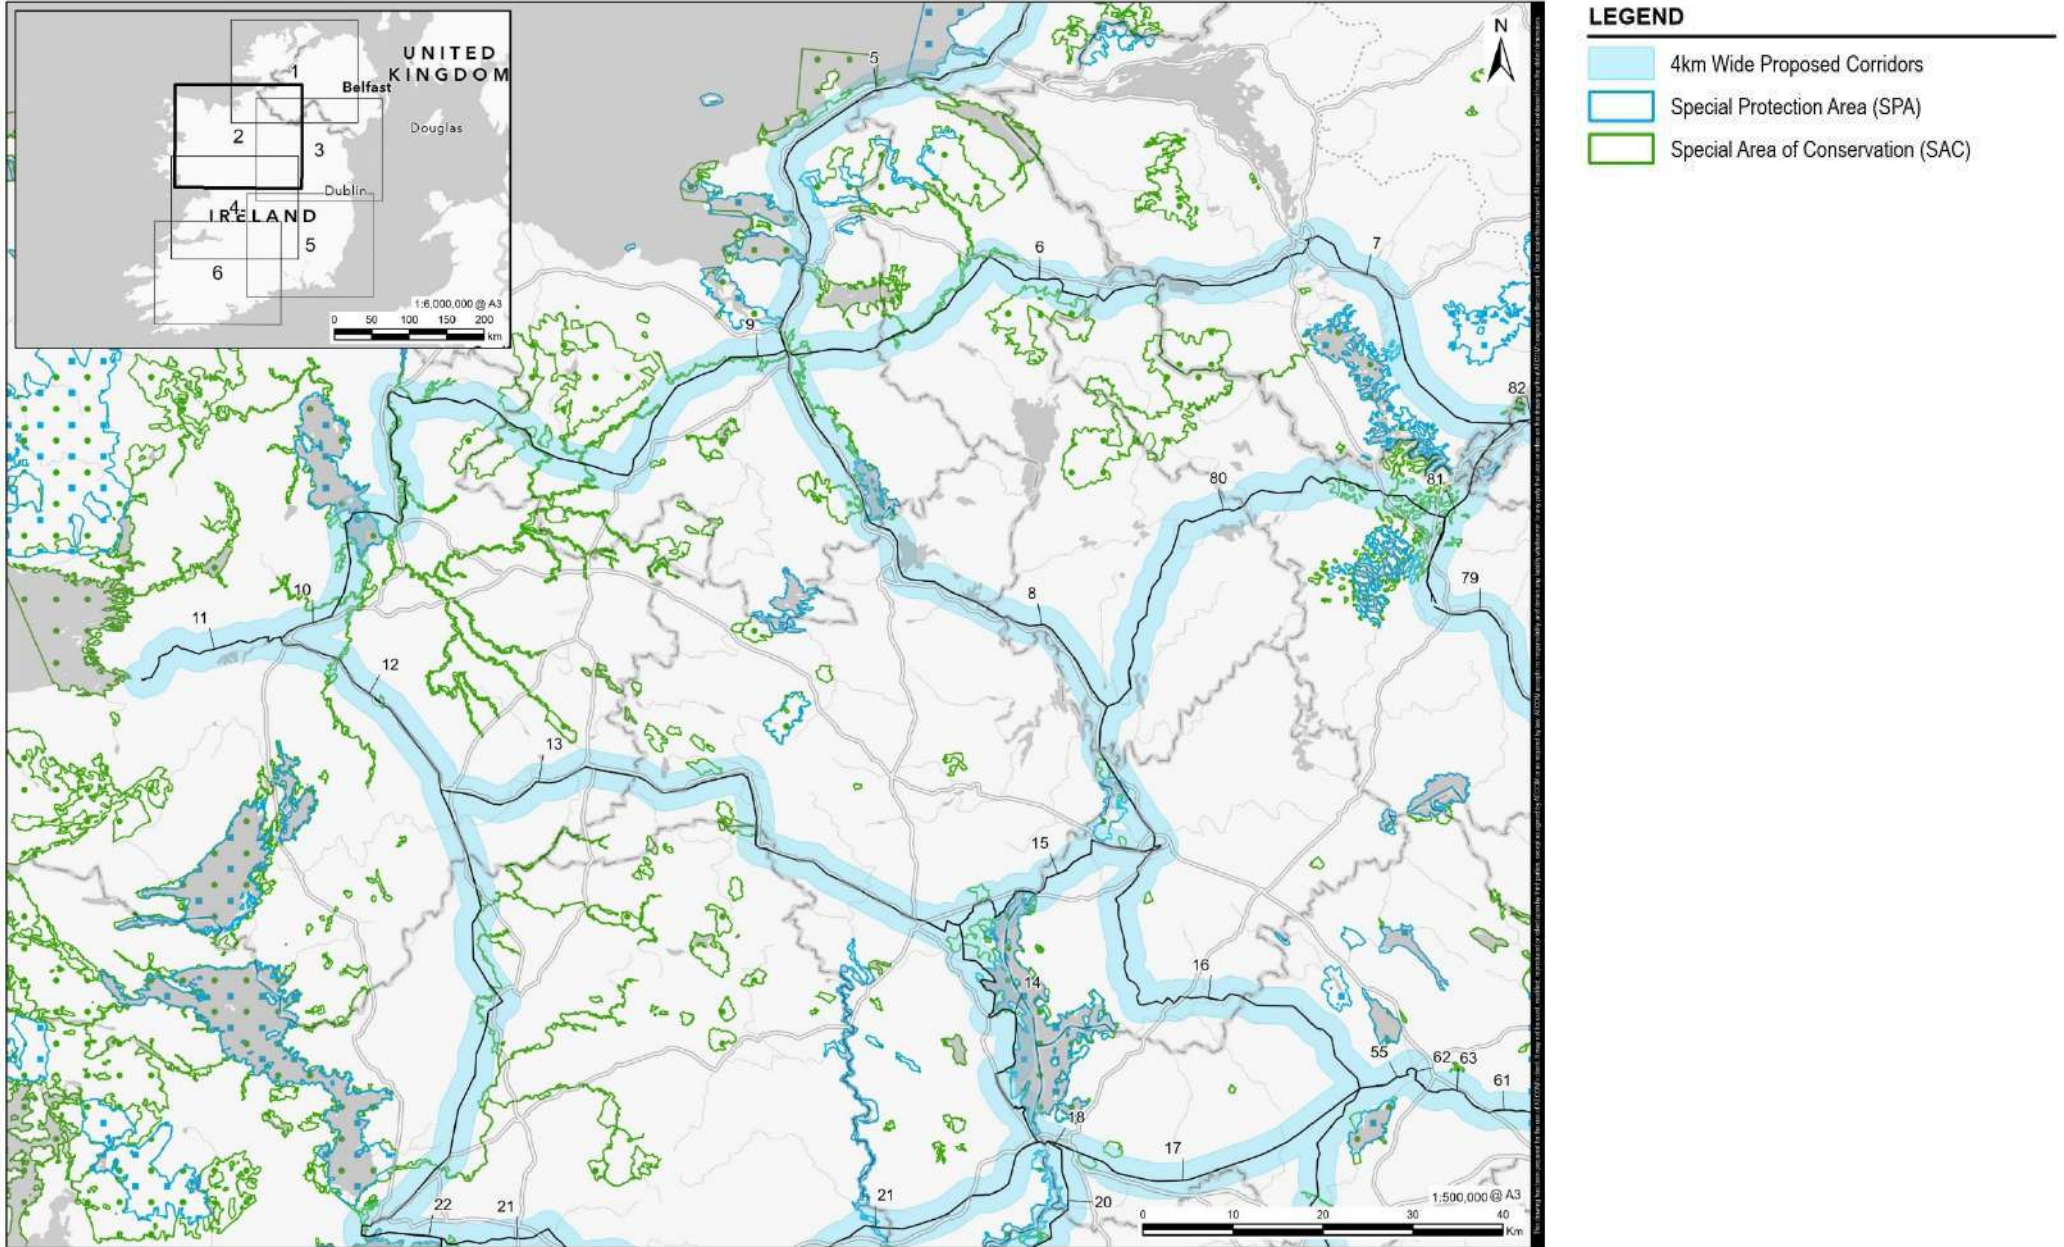 UNITED
KINGDOM
1
Belfast
2
Douglas
3
Dublin
4
IRELAND
5
6
1:6,000,000 @ A3
0 50 100 150 200
km
N
5
6
7
9
82
80
81
10
8
79
11
12
13
15
14
16
55
62 63
61
18
17
22
21
21
20
1:500,000 @ A3
0 10 20 30 40
Km
LEGEND
4km Wide Proposed Corridors
Special Protection Area (SPA)
Special Area of Conservation (SAC)